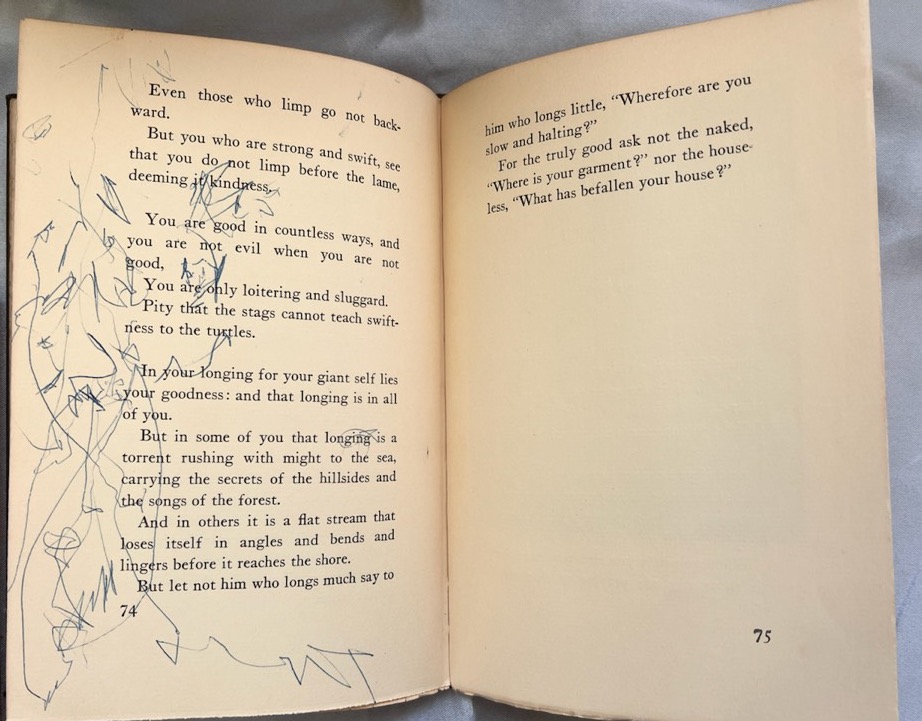 Even those who limp go not back-
ward.
But you who are strong and swift, see
that you do not limp before the lame,
deeming it kindness.
You are good in countless ways, and
you are not evil when you are not
good,
You are only loitering and sluggard.
Pity that the stags cannot teach swift-
ness to the turtles.
In your longing for your giant self lies
your goodness: and that longing is in all
of you.
But in some of you that longing is a
torrent rushing with might to the sea,
carrying the secrets of the hillsides and
the songs of the forest.
And in others it is a flat stream that
loses itself in angles and bends and
lingers before it reaches the shore.
But let not him who longs much say to
74
him who longs little, “Wherefore are you
slow and halting?”
For the truly good ask not the naked,
“Where is your garment?” nor the house-
less, “What has befallen your house?”
75